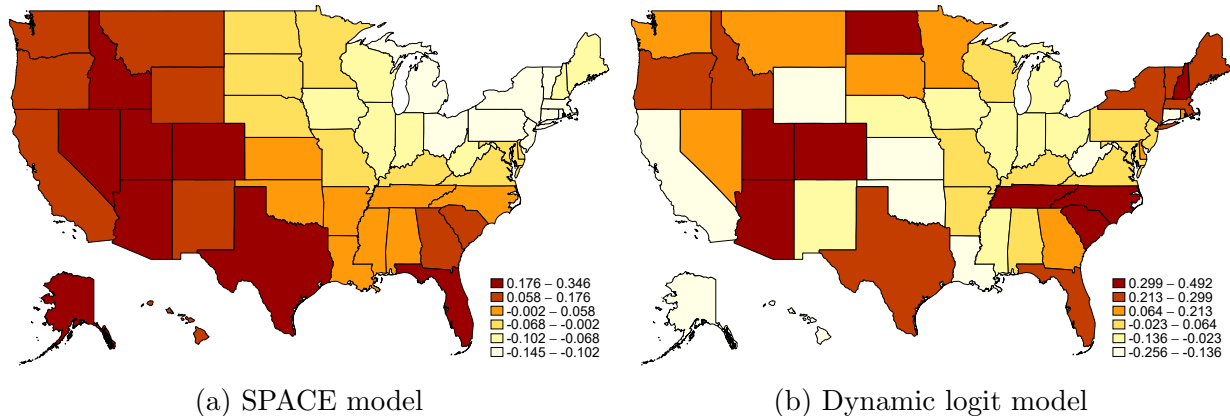 0.176 – 0.346
0.058 – 0.176
-0.002 – 0.058
-0.068 – -0.002
-0.102 – -0.068
-0.145 – -0.102
(a) SPACE model
0.299 – 0.492
0.213 – 0.299
0.064 – 0.213
-0.023 – 0.064
-0.136 – -0.023
-0.256 – -0.136
(b) Dynamic logit model